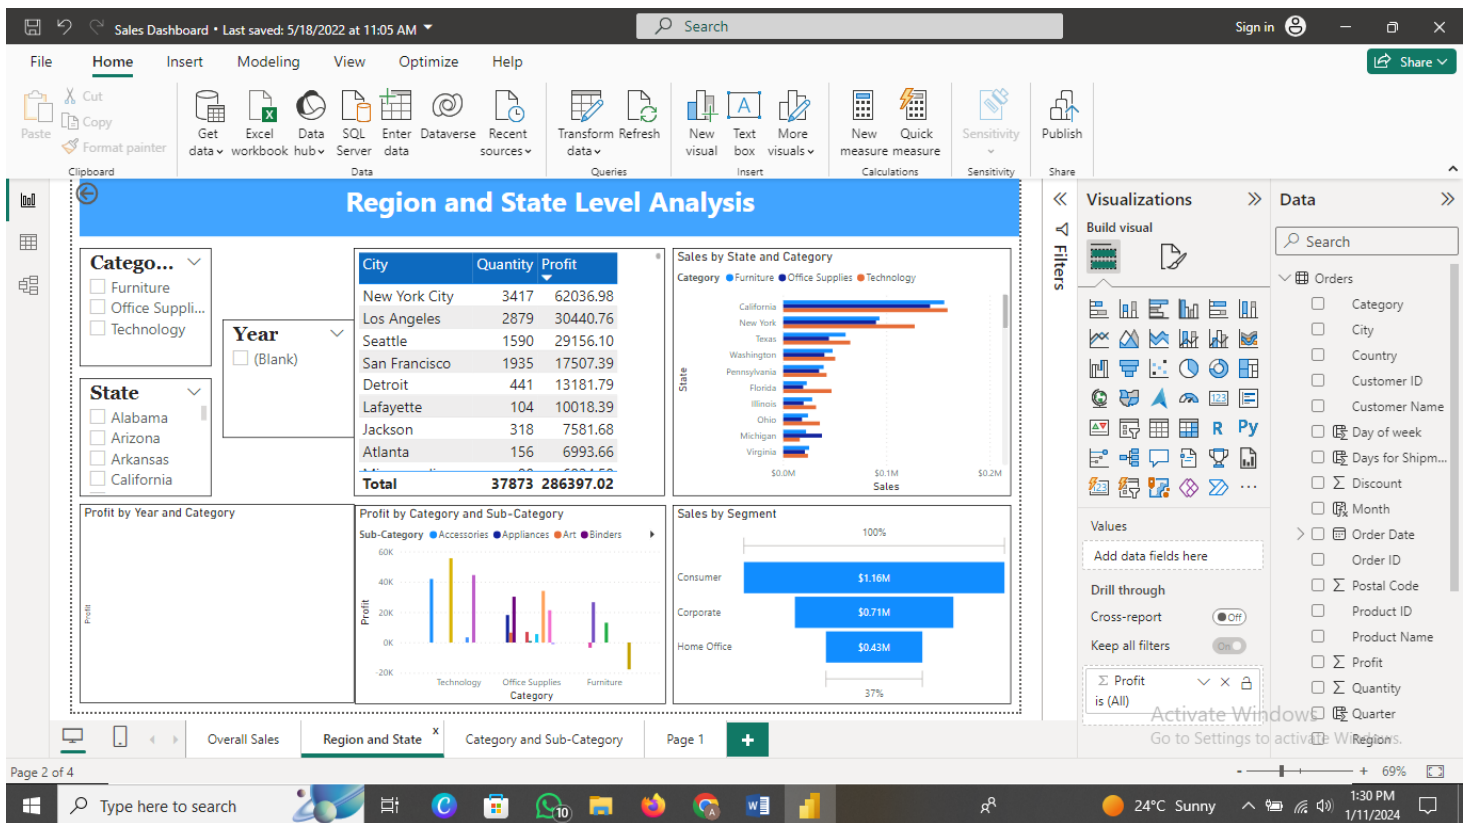 Sales Dashboard • Last saved: 5/18/2022 at 11:05 AM
Search
Sign in
File Home Insert Modeling View Optimize Help
Share
Paste
Cut
Copy
Format painter
Clipboard
Get data
Excel workbook
Data hub
SQL Server
Enter data
Dataverse
Recent sources
Data
Transform data
Refresh
Queries
New visual
Text box
More visuals
Insert
New measure
Quick measure
Calculations
Sensitivity
Sensitivity
Publish
Share
Region and State Level Analysis
Catego...
Furniture
Office Suppli...
Technology
Year
(Blank)
State
Alabama
Arizona
Arkansas
California
City Quantity Profit
New York City 3417 62036.98
Los Angeles 2879 30440.76
Seattle 1590 29156.10
San Francisco 1935 17507.39
Detroit 441 13181.79
Lafayette 104 10018.39
Jackson 318 7581.68
Atlanta 156 6993.66
Total 37873 286397.02
Sales by State and Category
Category Furniture Office Supplies Technology
State
California
New York
Texas
Washington
Pennsylvania
Florida
Illinois
Ohio
Michigan
Virginia
$0.0M $0.1M $0.2M
Sales
Profit by Year and Category
Profit
Profit by Category and Sub-Category
Sub-Category Accessories Appliances Art Binders
Profit
60K
40K
20K
0K
-20K
Technology Office Supplies Furniture
Category
Sales by Segment
100%
Consumer $1.16M
Corporate $0.71M
Home Office $0.43M
37%
Filters
Visualizations
Build visual
123
R Py
123
Values
Add data fields here
Drill through
Cross-report Off
Keep all filters On
Σ Profit
is (All)
Data
Search
Orders
Category
City
Country
Customer ID
Customer Name
Day of week
Days for Shipm...
Σ Discount
Month
Order Date
Order ID
Σ Postal Code
Product ID
Product Name
Σ Profit
Σ Quantity
Quarter
Region
Activate Windows
Go to Settings to activate Windows.
Overall Sales
Region and State x
Category and Sub-Category
Page 1
+
Page 2 of 4
- + 69%
Type here to search
10
24°C Sunny
1:30 PM
1/11/2024